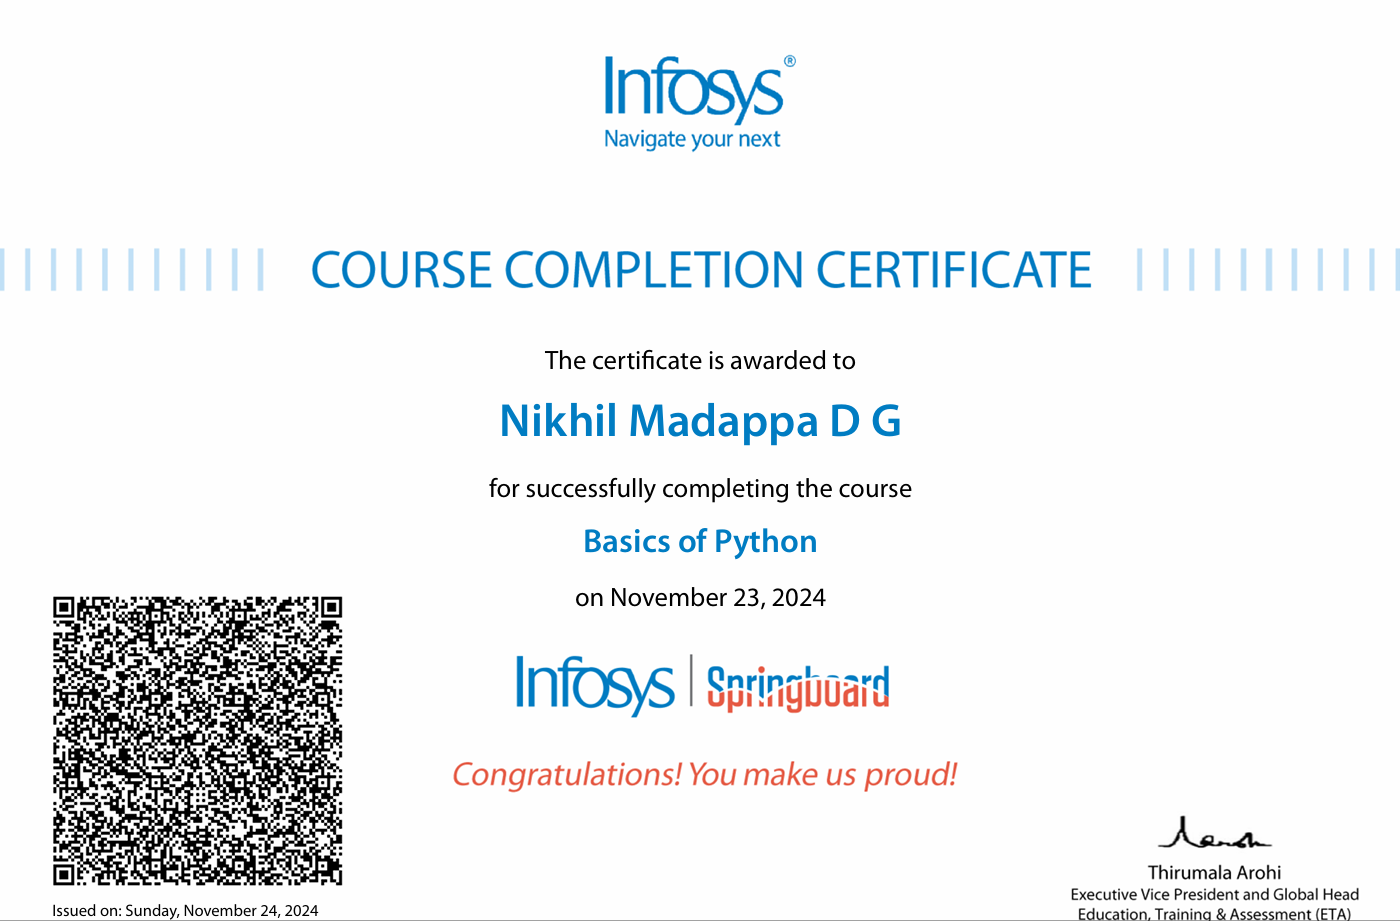 Infosys®
Navigate your next
COURSE COMPLETION CERTIFICATE
The certificate is awarded to
Nikhil Madappa D G
for successfully completing the course
Basics of Python
on November 23, 2024
Infosys | Springboard
Congratulations! You make us proud!
Issued on: Sunday, November 24, 2024
Thirumala Arohi
Executive Vice President and Global Head
Education, Training & Assessment (ETA)